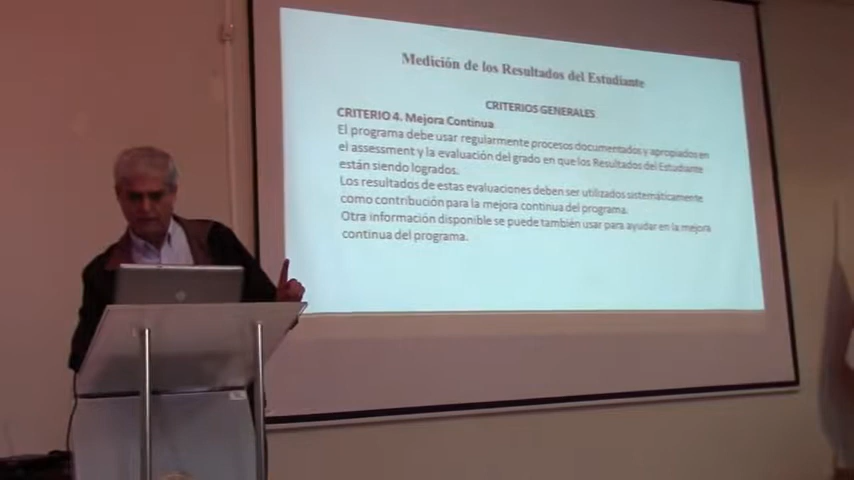 Medición de los Resultados del Estudiante
CRITERIOS GENERALES
CRITERIO 4. Mejora Continua
El programa debe usar regularmente procesos documentados y apropiados en
el assessment y la evaluación del grado en que los Resultados del Estudiante
están siendo logrados.
Los resultados de estas evaluaciones deben ser utilizados sistemáticamente
como contribución para la mejora continua del programa.
Otra información disponible se puede también usar para ayudar en la mejora
continua del programa.